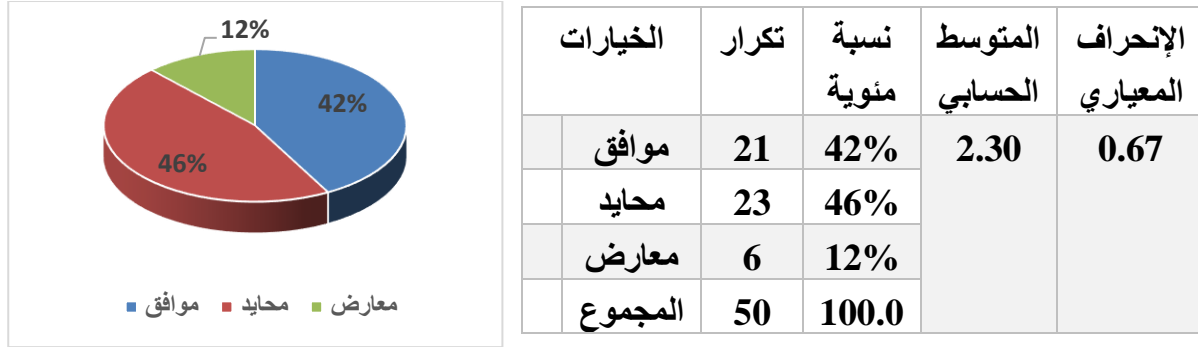 12%
42%
46%
موافق محايد معارض
الخيارات تكرار نسبة مئوية المتوسط الحسابي الإنحراف المعياري
موافق 21 42% 2.30 0.67
محايد 23 46%
معارض 6 12%
المجموع 50 100.0